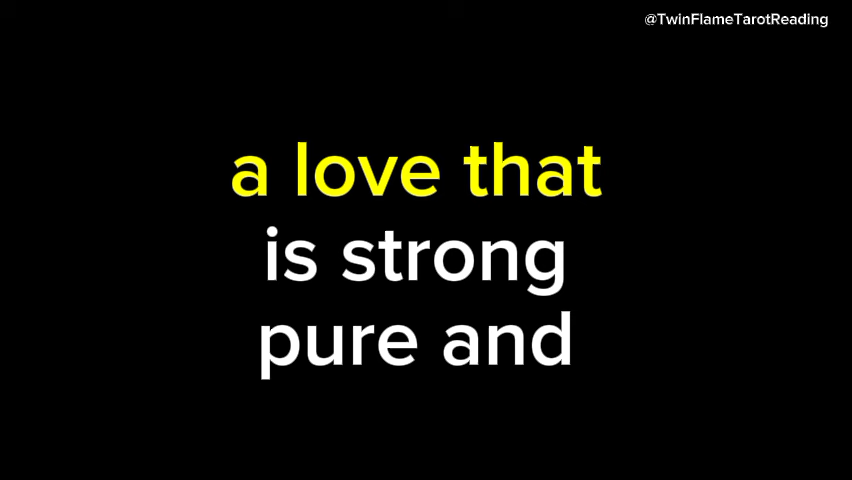 @TwinFlameTarotReading
a love that
is strong
pure and